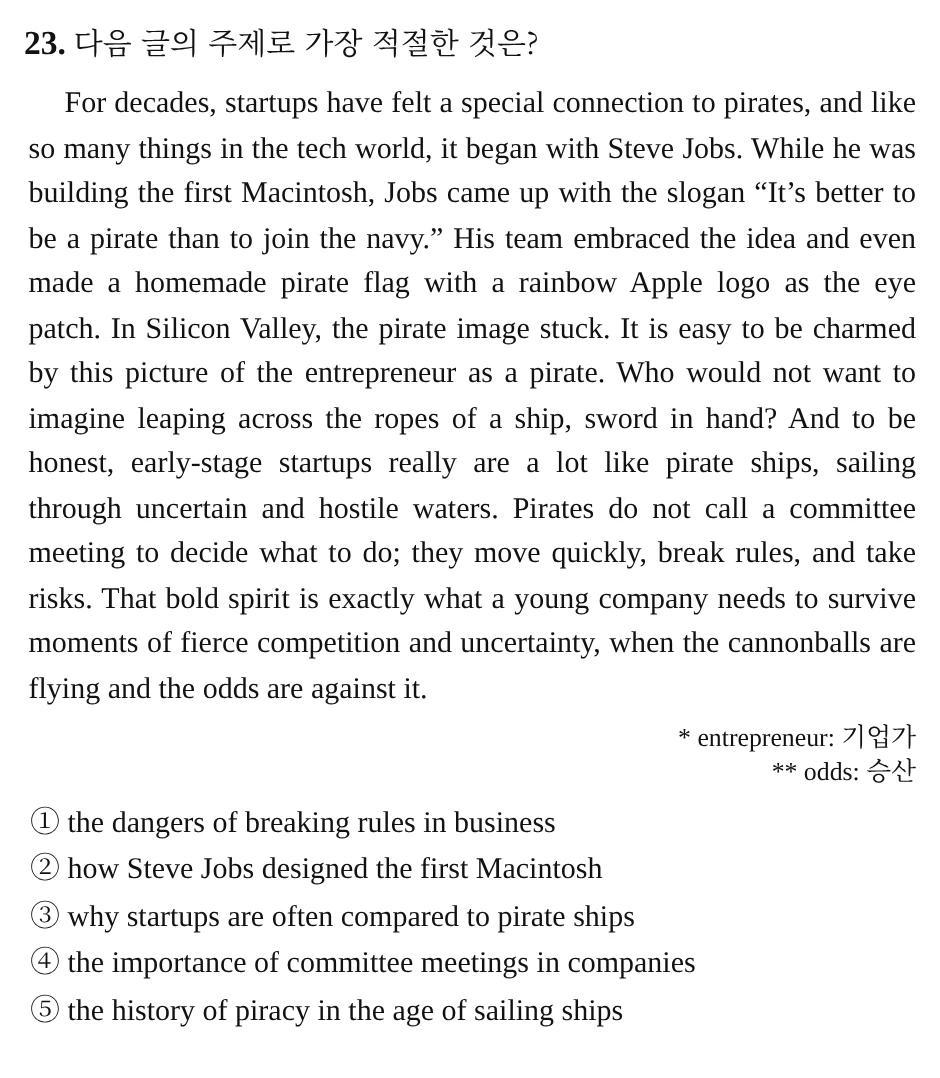 23. 다음 글의 주제로 가장 적절한 것은?
For decades, startups have felt a special connection to pirates, and like
so many things in the tech world, it began with Steve Jobs. While he was
building the first Macintosh, Jobs came up with the slogan “It’s better to
be a pirate than to join the navy.” His team embraced the idea and even
made a homemade pirate flag with a rainbow Apple logo as the eye
patch. In Silicon Valley, the pirate image stuck. It is easy to be charmed
by this picture of the entrepreneur as a pirate. Who would not want to
imagine leaping across the ropes of a ship, sword in hand? And to be
honest, early-stage startups really are a lot like pirate ships, sailing
through uncertain and hostile waters. Pirates do not call a committee
meeting to decide what to do; they move quickly, break rules, and take
risks. That bold spirit is exactly what a young company needs to survive
moments of fierce competition and uncertainty, when the cannonballs are
flying and the odds are against it.
* entrepreneur: 기업가
** odds: 승산
① the dangers of breaking rules in business
② how Steve Jobs designed the first Macintosh
③ why startups are often compared to pirate ships
④ the importance of committee meetings in companies
⑤ the history of piracy in the age of sailing ships